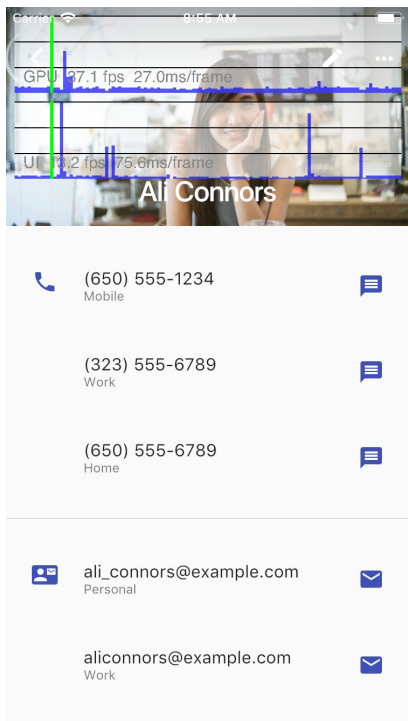 Carrier 8:55 AM
GPU 37.1 fps 27.0ms/frame
UI 13.2 fps 75.6ms/frame
Ali Connors
(650) 555-1234
Mobile
(323) 555-6789
Work
(650) 555-6789
Home
ali_connors@example.com
Personal
aliconnors@example.com
Work